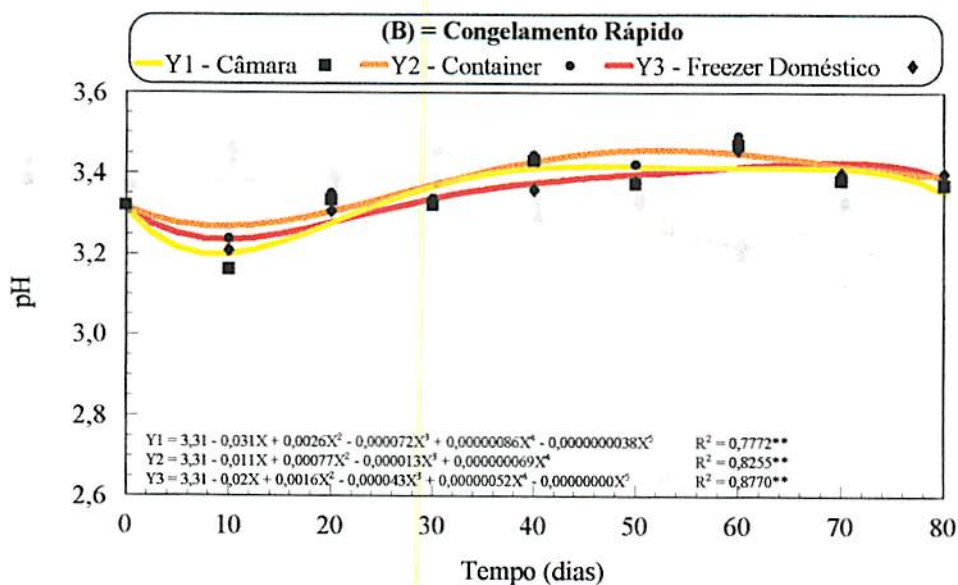 (B) = Congelamento Rápido
Y1 - Câmara ■ Y2 - Container ● Y3 - Freezer Doméstico ◆
3,6
3,4
3,2
3,0
2,8
2,6
pH
Y1 = 3,31 - 0,031X + 0,0026X² - 0,000072X³ + 0,00000086X⁴ - 0,0000000038X⁵ R² = 0,7772**
Y2 = 3,31 - 0,011X + 0,00077X² - 0,000013X³ + 0,000000069X⁴ R² = 0,8255**
Y3 = 3,31 - 0,02X + 0,0016X² - 0,000043X³ + 0,00000052X⁴ - 0,00000000X⁵ R² = 0,8770**
0 10 20 30 40 50 60 70 80
Tempo (dias)